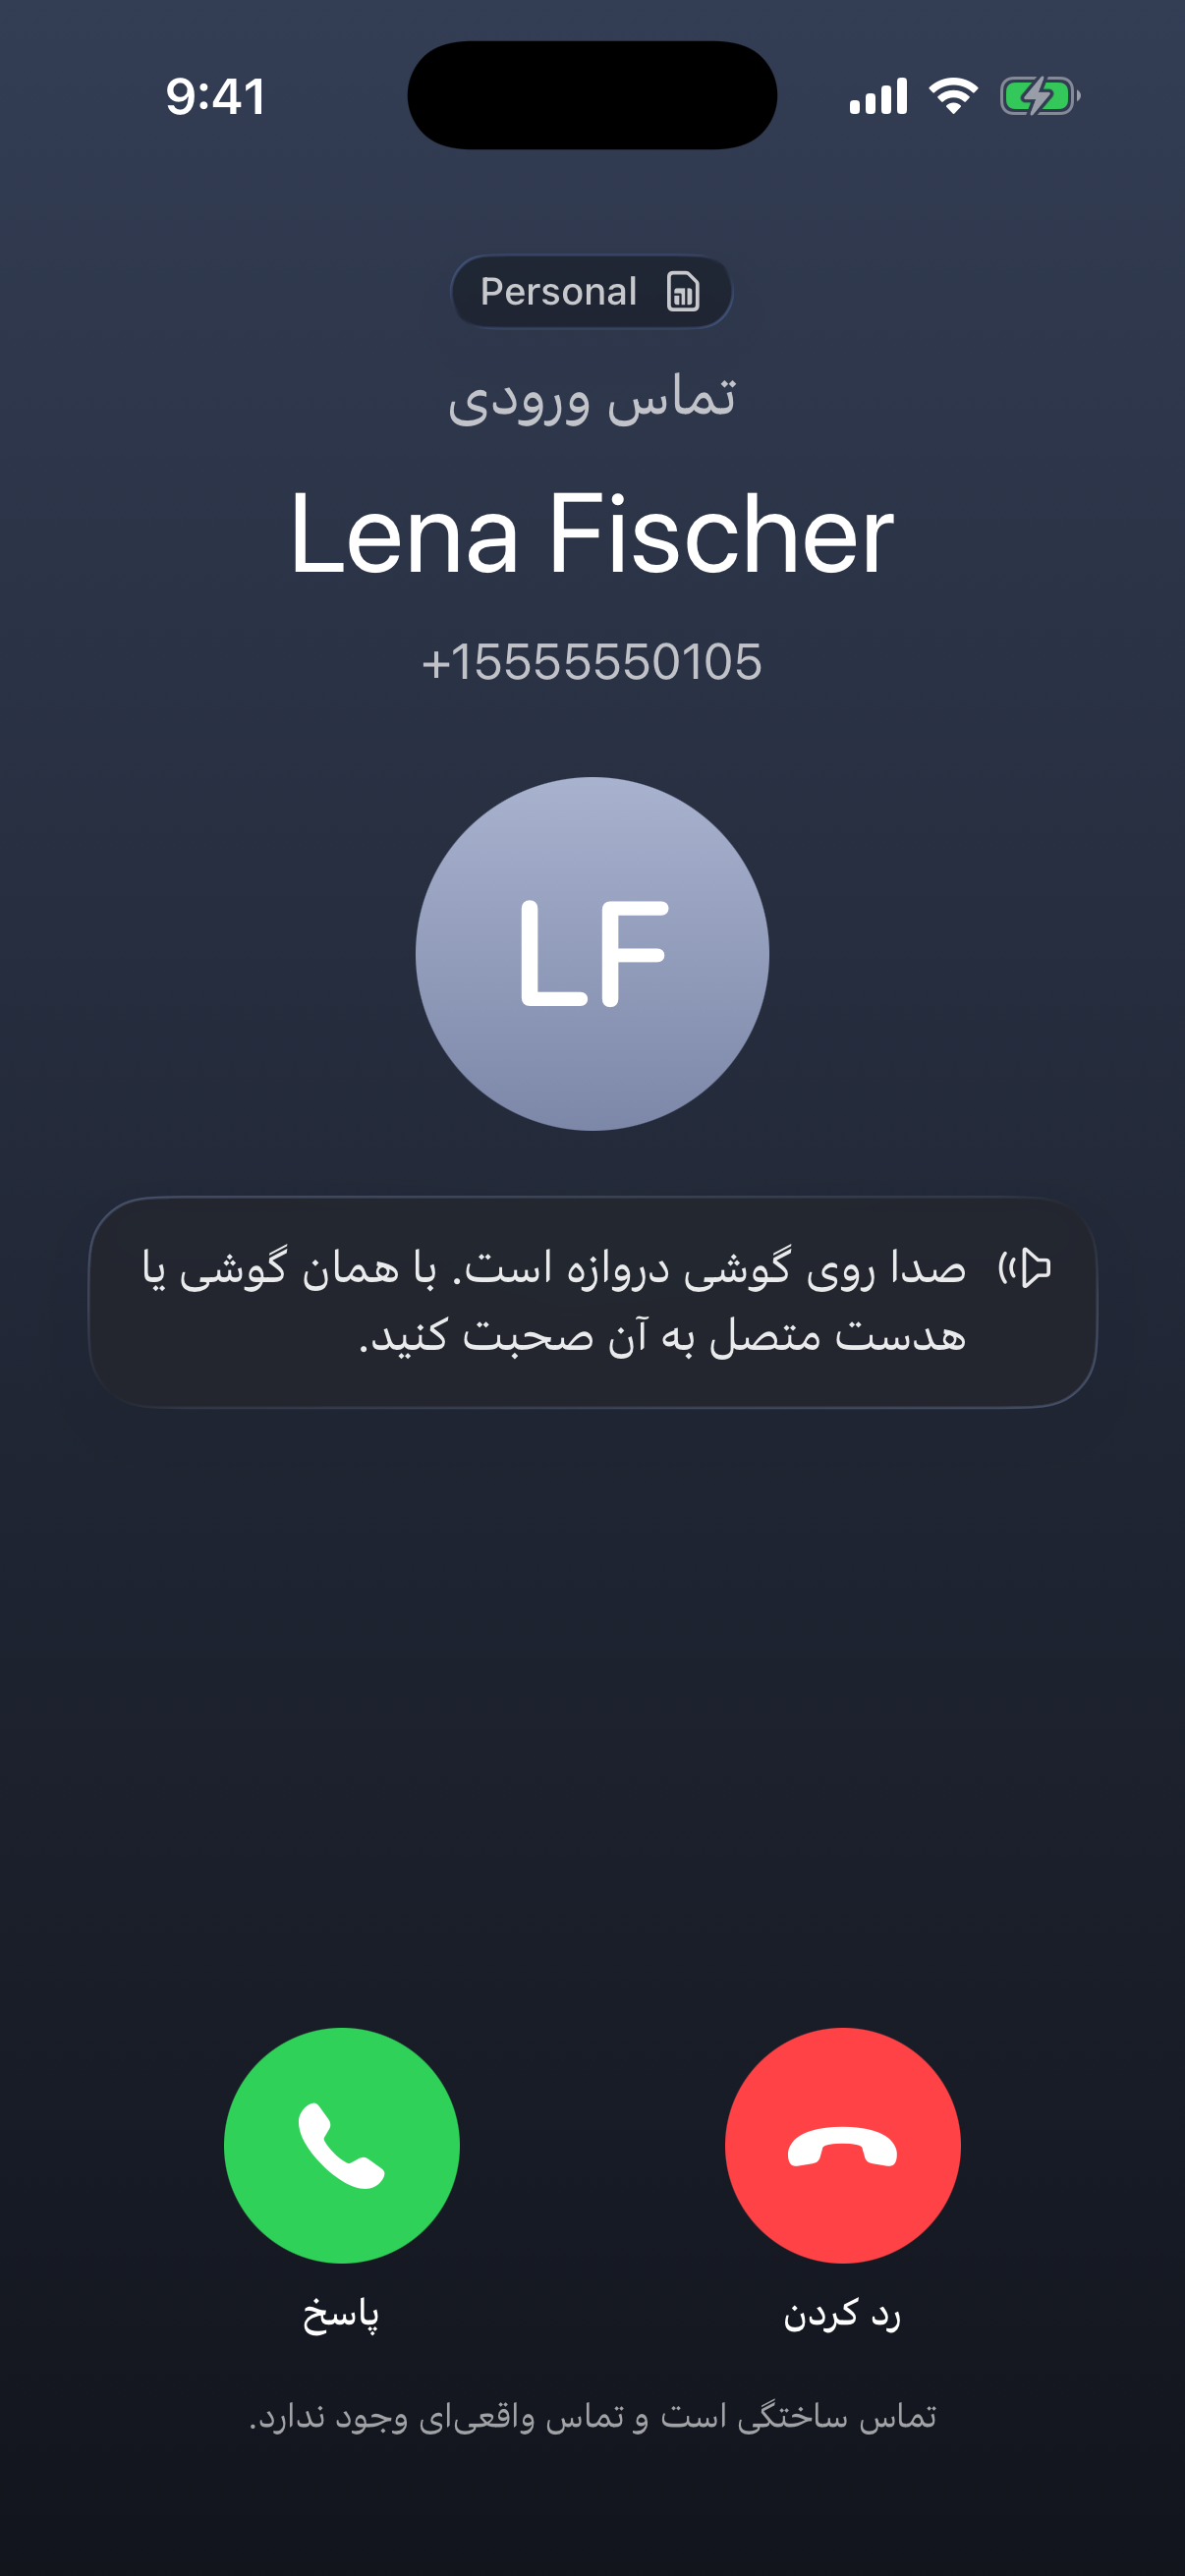 9:41
Personal
تماس ورودی
Lena Fischer
+15555550105
LF
صدا روی گوشی دروازه است. با همان گوشی یا
هدست متصل به آن صحبت کنید.
رد کردن
پاسخ
تماس ساختگی است و تماس واقعی‌ای وجود ندارد.